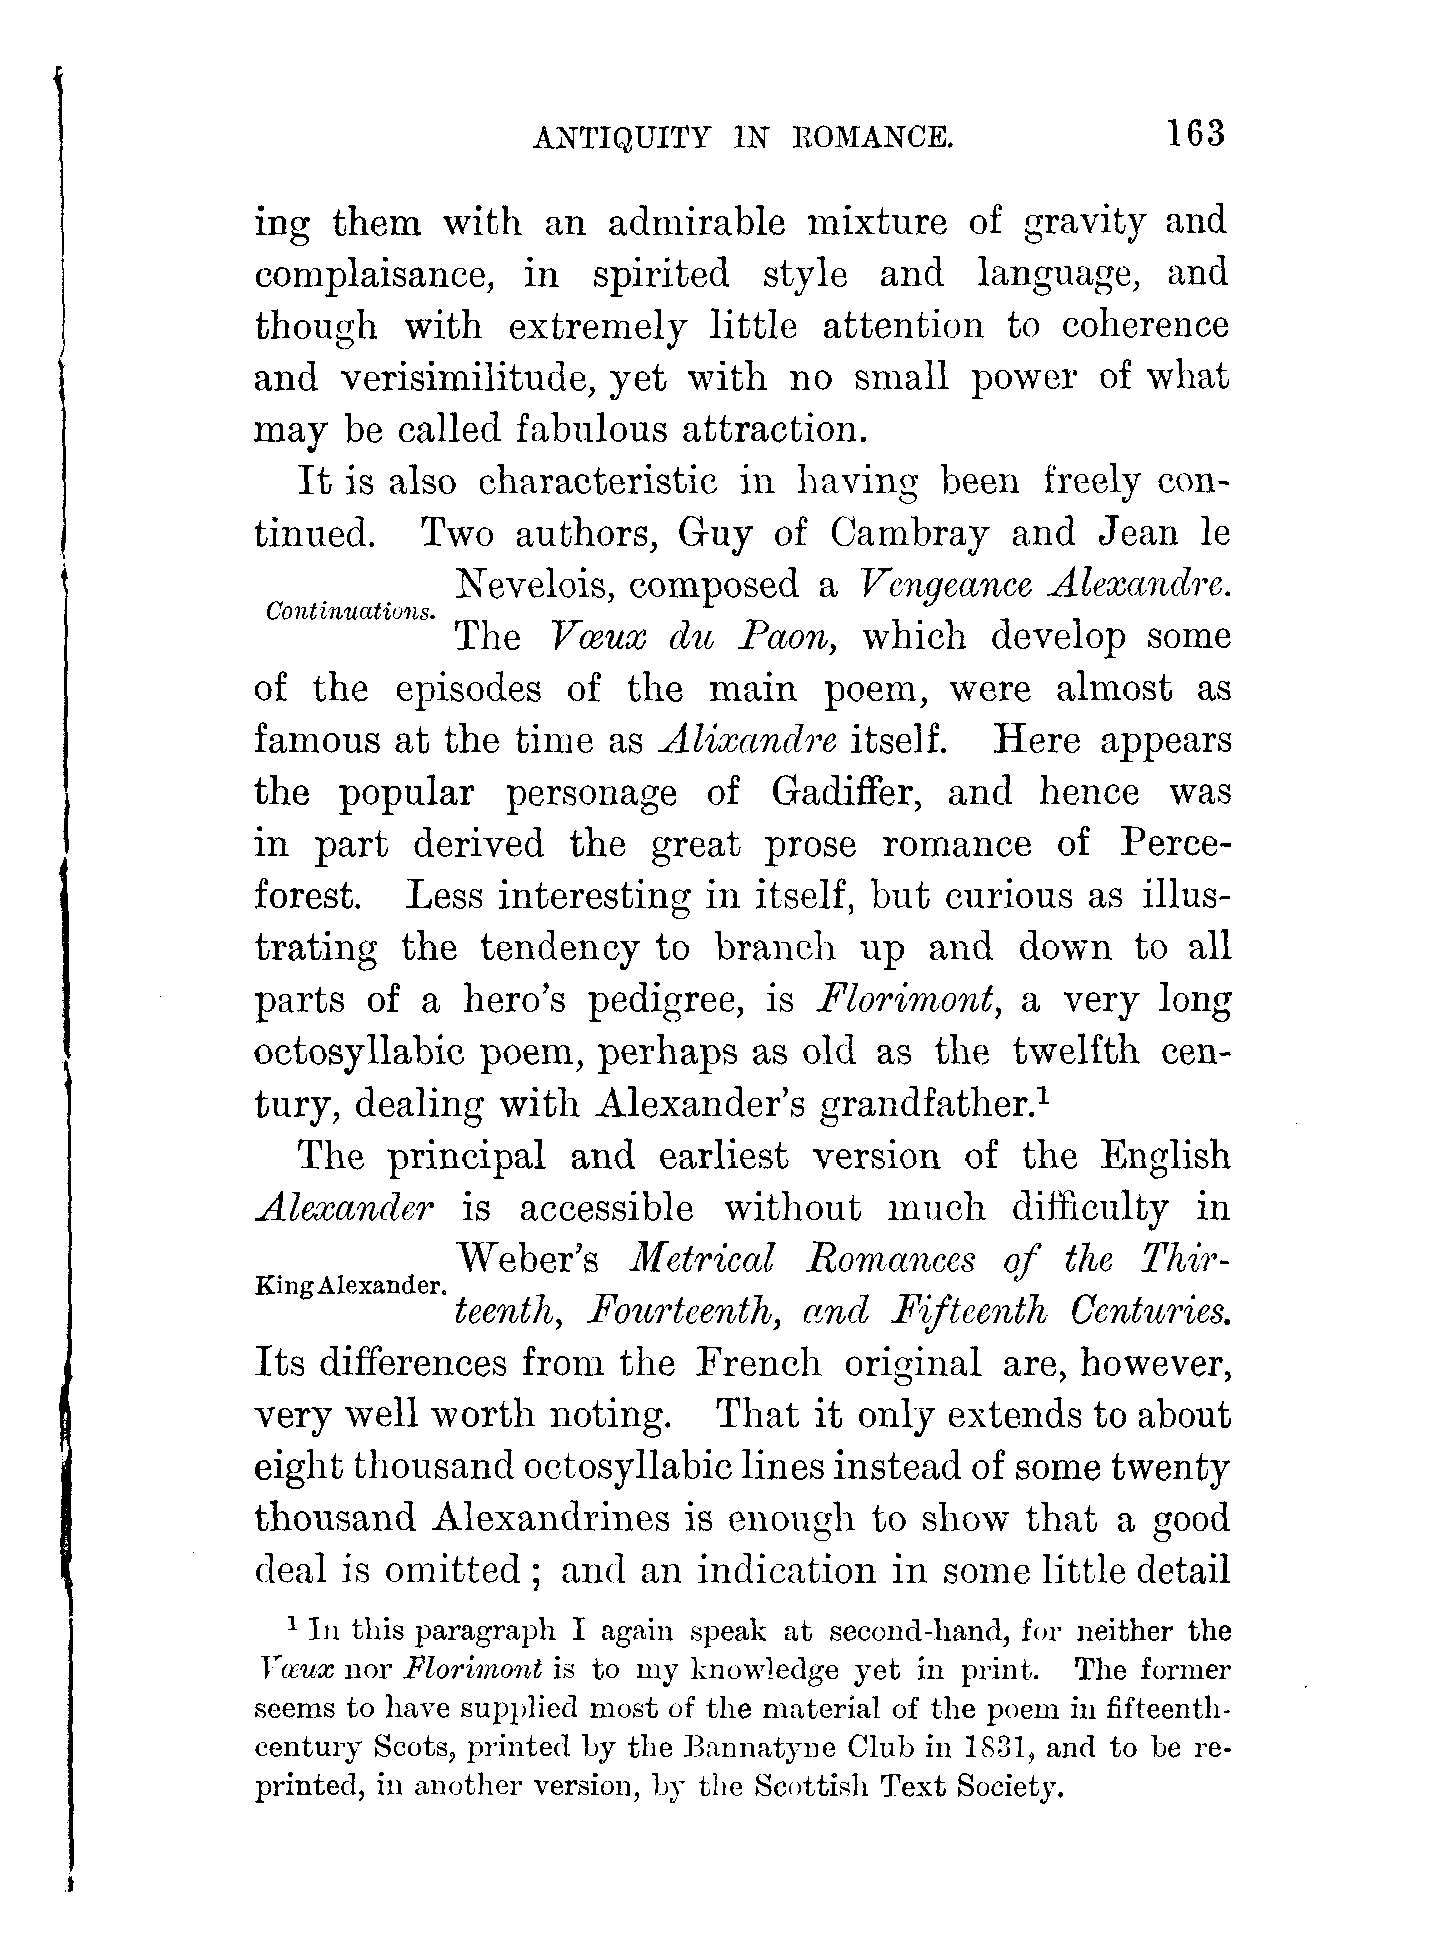 ANTIQUITY IN ROMANCE. 163
ing them with an admirable mixture of gravity and
complaisance, in spirited style and language, and
though with extremely little attention to coherence
and verisimilitude, yet with no small power of what
may be called fabulous attraction.
It is also characteristic in having been freely con-
tinued. Two authors, Guy of Cambray and Jean le
Nevelois, composed a Vengeance Alexandre.
Continuations.
The Vœux du Paon, which develop some
of the episodes of the main poem, were almost as
famous at the time as Alixandre itself. Here appears
the popular personage of Gadiffer, and hence was
in part derived the great prose romance of Perce-
forest. Less interesting in itself, but curious as illus-
trating the tendency to branch up and down to all
parts of a hero's pedigree, is Florimont, a very long
octosyllabic poem, perhaps as old as the twelfth cen-
tury, dealing with Alexander's grandfather.¹
The principal and earliest version of the English
Alexander is accessible without much difficulty in
Weber's Metrical Romances of the Thir-
King Alexander.
teenth, Fourteenth, and Fifteenth Centuries.
Its differences from the French original are, however,
very well worth noting. That it only extends to about
eight thousand octosyllabic lines instead of some twenty
thousand Alexandrines is enough to show that a good
deal is omitted; and an indication in some little detail
¹ In this paragraph I again speak at second-hand, for neither the
Vœux nor Florimont is to my knowledge yet in print. The former
seems to have supplied most of the material of the poem in fifteenth-
century Scots, printed by the Bannatyne Club in 1831, and to be re-
printed, in another version, by the Scottish Text Society.